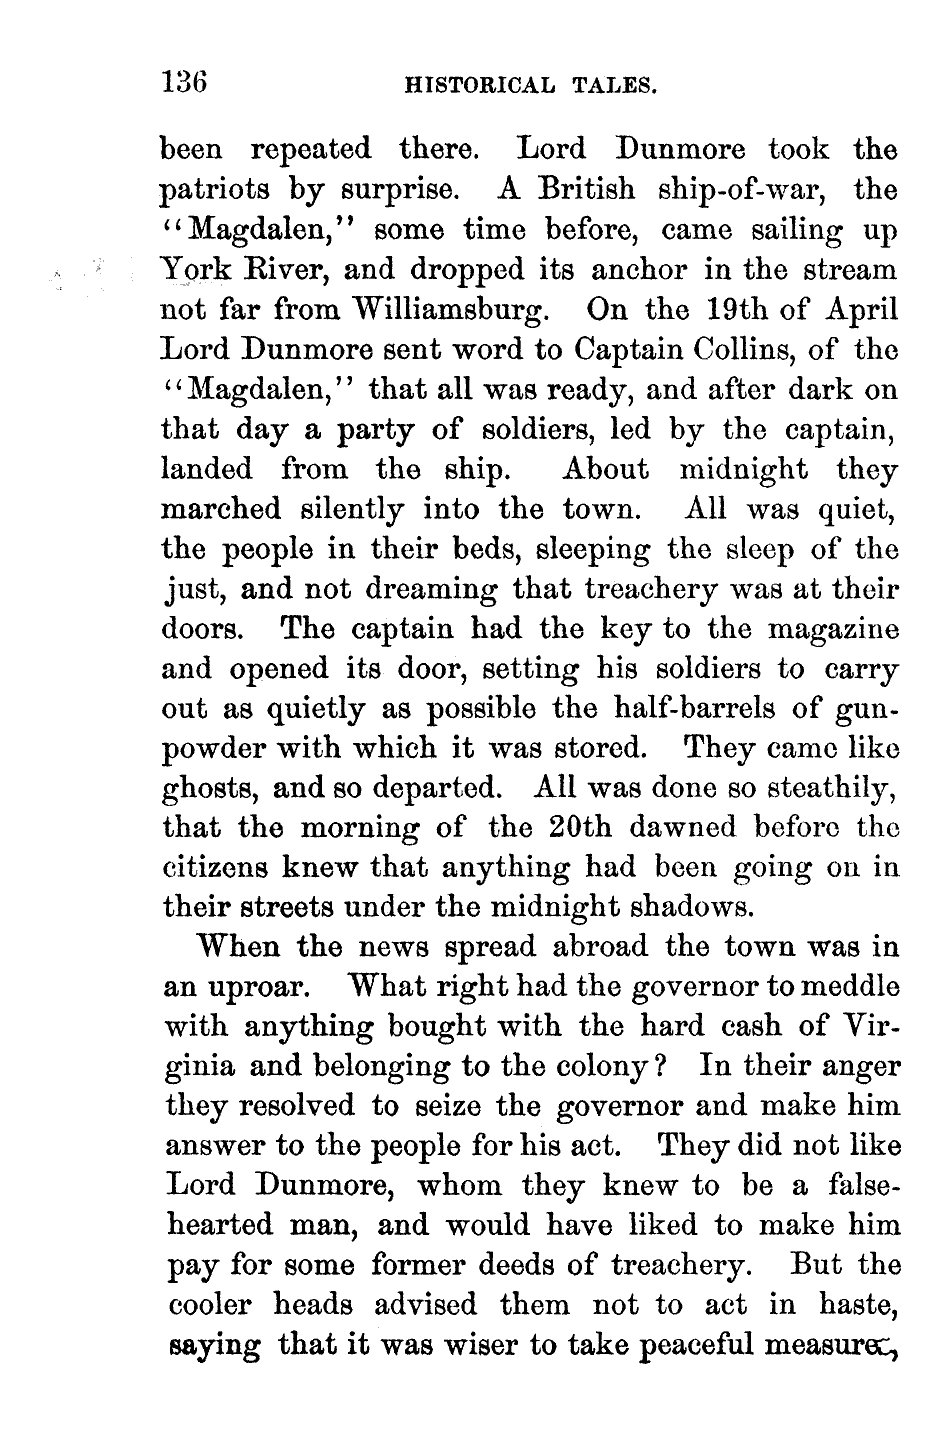 136 HISTORICAL TALES.
been repeated there. Lord Dunmore took the
patriots by surprise. A British ship-of-war, the
“Magdalen,” some time before, came sailing up
York River, and dropped its anchor in the stream
not far from Williamsburg. On the 19th of April
Lord Dunmore sent word to Captain Collins, of the
“Magdalen,” that all was ready, and after dark on
that day a party of soldiers, led by the captain,
landed from the ship. About midnight they
marched silently into the town. All was quiet,
the people in their beds, sleeping the sleep of the
just, and not dreaming that treachery was at their
doors. The captain had the key to the magazine
and opened its door, setting his soldiers to carry
out as quietly as possible the half-barrels of gun-
powder with which it was stored. They came like
ghosts, and so departed. All was done so steathily,
that the morning of the 20th dawned before the
citizens knew that anything had been going on in
their streets under the midnight shadows.
When the news spread abroad the town was in
an uproar. What right had the governor to meddle
with anything bought with the hard cash of Vir-
ginia and belonging to the colony? In their anger
they resolved to seize the governor and make him
answer to the people for his act. They did not like
Lord Dunmore, whom they knew to be a false-
hearted man, and would have liked to make him
pay for some former deeds of treachery. But the
cooler heads advised them not to act in haste,
saying that it was wiser to take peaceful measures,